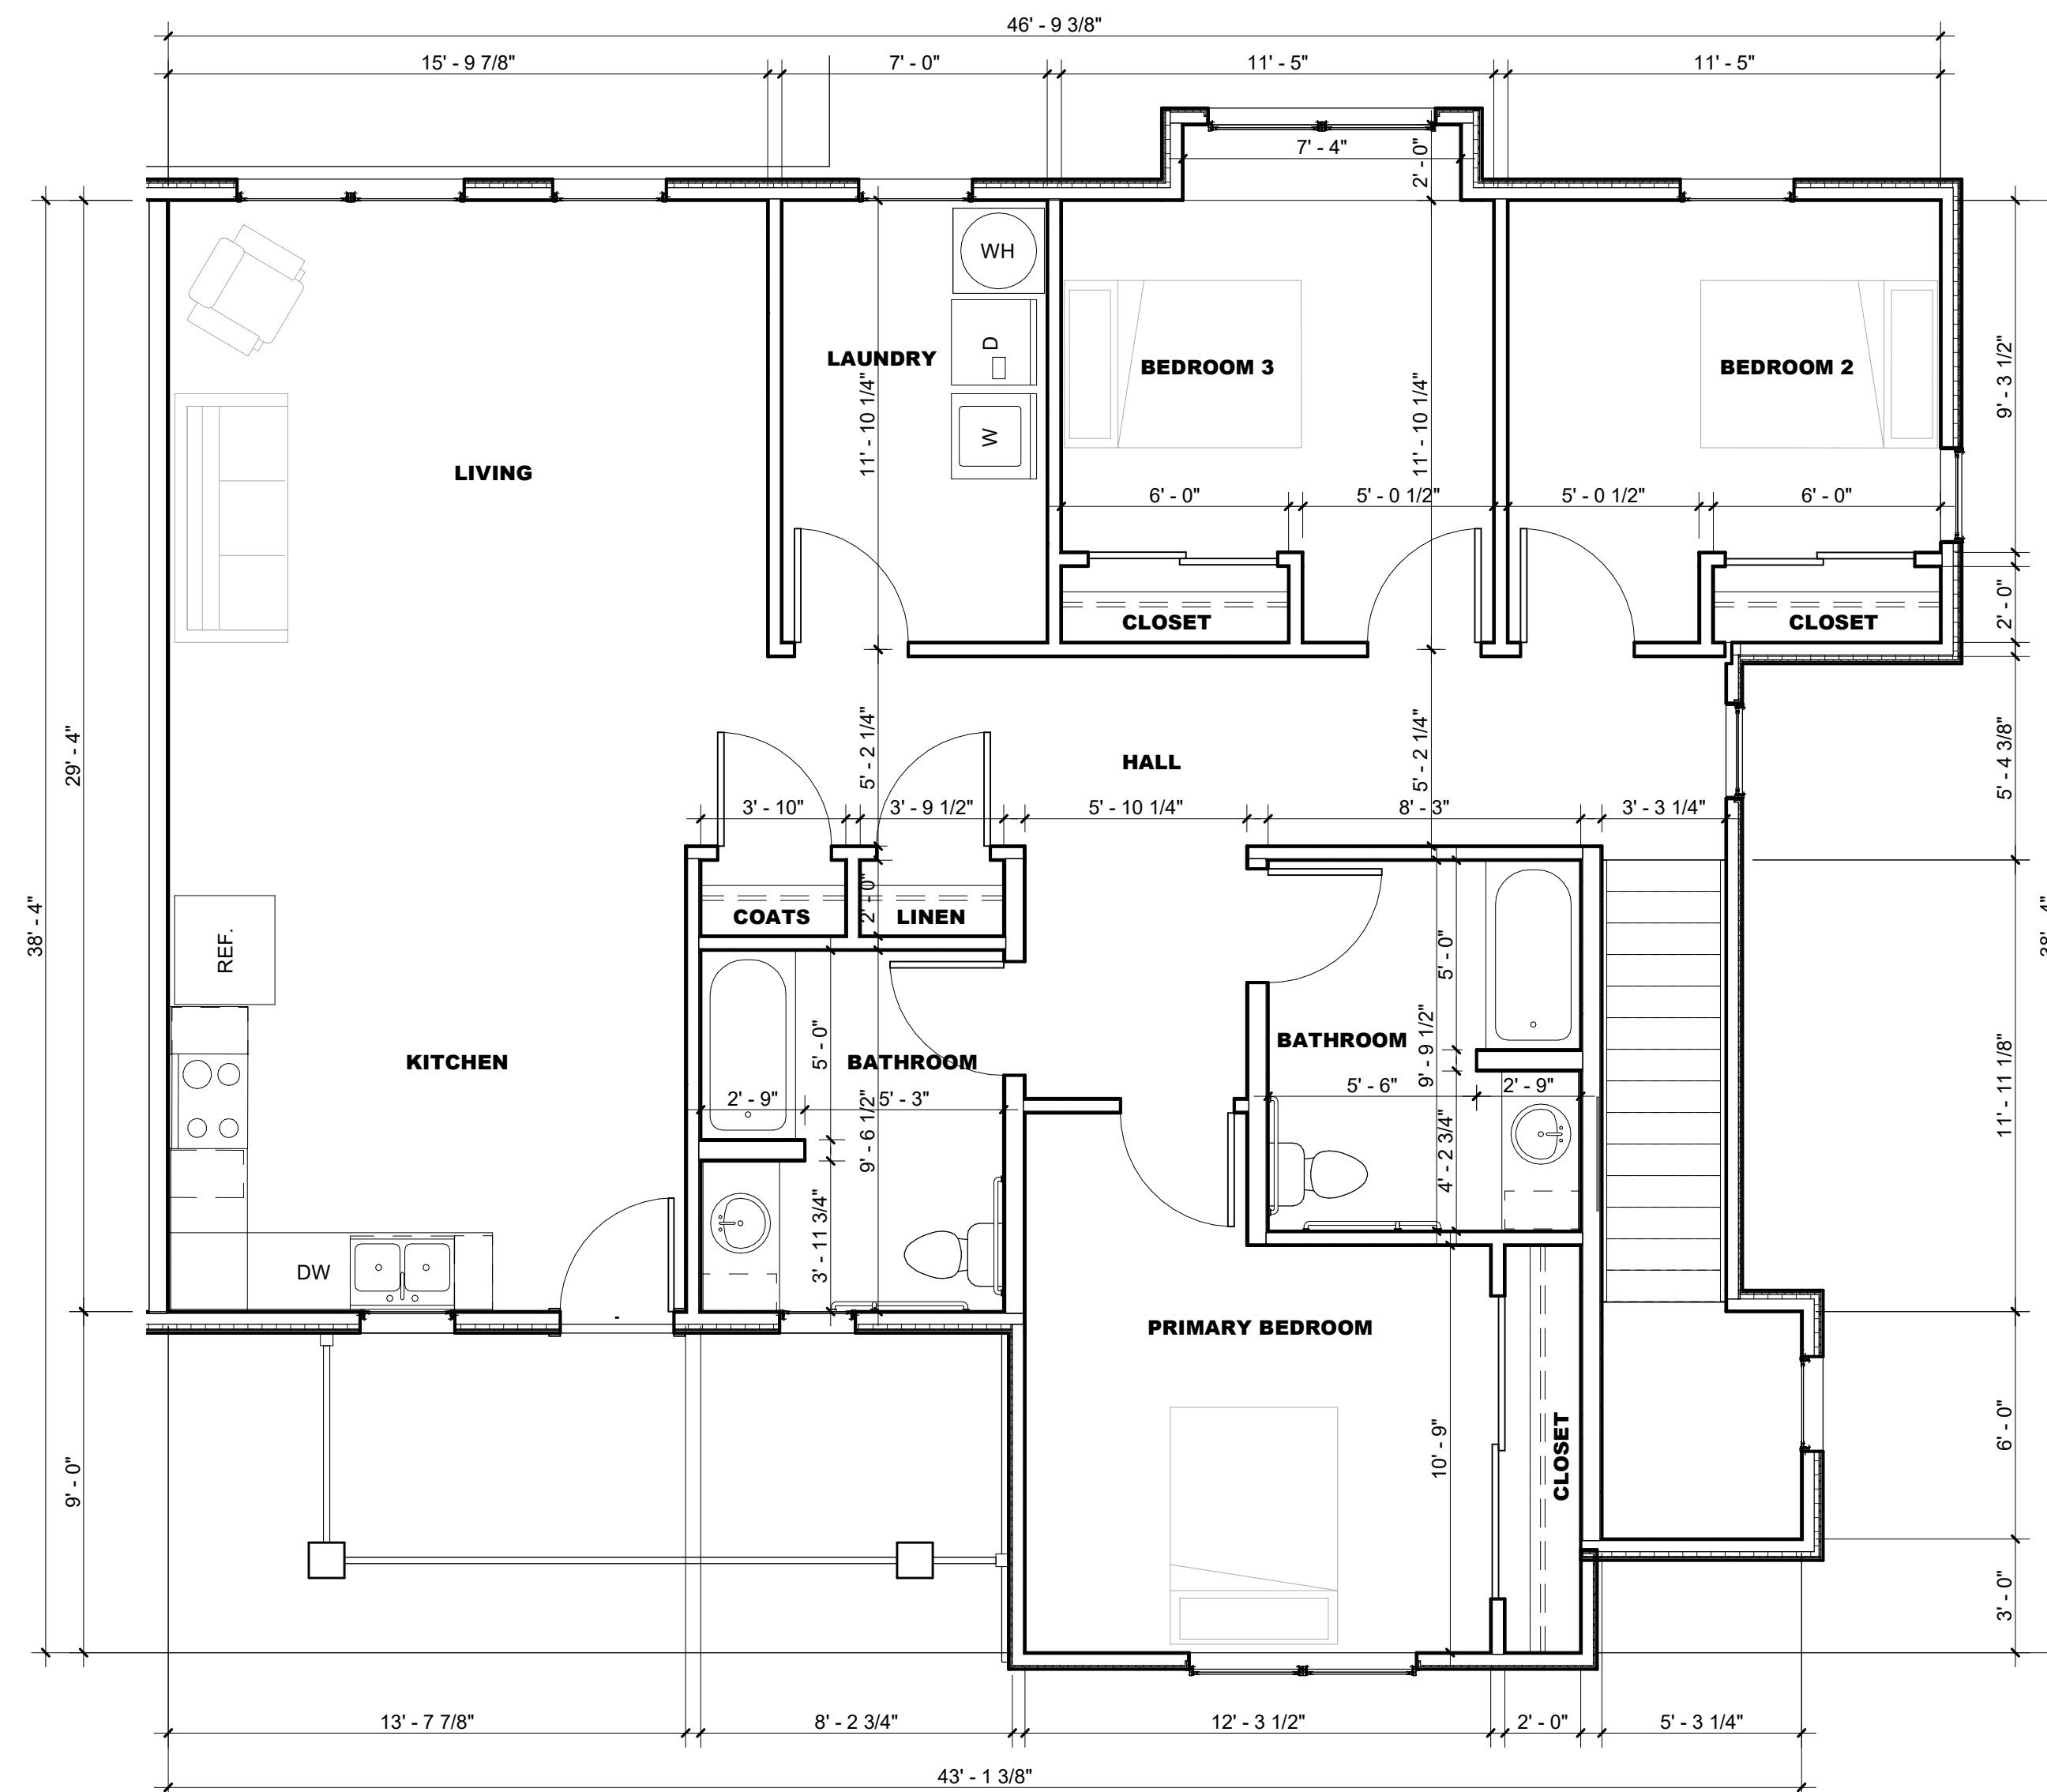 46' - 9 3/8"
15' - 9 7/8"
7' - 0"
11' - 5"
11' - 5"
7' - 4"
2' - 0"
WH
D
W
LAUNDRY
11' - 10 1/4"
BEDROOM 3
11' - 10 1/4"
BEDROOM 2
9' - 3 1/2"
LIVING
6' - 0"
5' - 0 1/2"
5' - 0 1/2"
6' - 0"
CLOSET
CLOSET
2' - 0"
29' - 4"
38' - 4"
5' - 2 1/4"
HALL
5' - 2 1/4"
5' - 4 3/8"
3' - 10"
3' - 9 1/2"
5' - 10 1/4"
8' - 3"
3' - 3 1/4"
2' - 0"
COATS
LINEN
REF.
38' - 4"
5' - 0"
KITCHEN
5' - 0"
BATHROOM
BATHROOM
9' - 9 1/2"
2' - 9"
5' - 3"
9' - 6 1/2"
5' - 6"
2' - 9"
4' - 2 3/4"
11' - 11 1/8"
3' - 11 3/4"
DW
-
PRIMARY BEDROOM
10' - 9"
CLOSET
6' - 0"
9' - 0"
3' - 0"
13' - 7 7/8"
8' - 2 3/4"
12' - 3 1/2"
2' - 0"
5' - 3 1/4"
43' - 1 3/8"